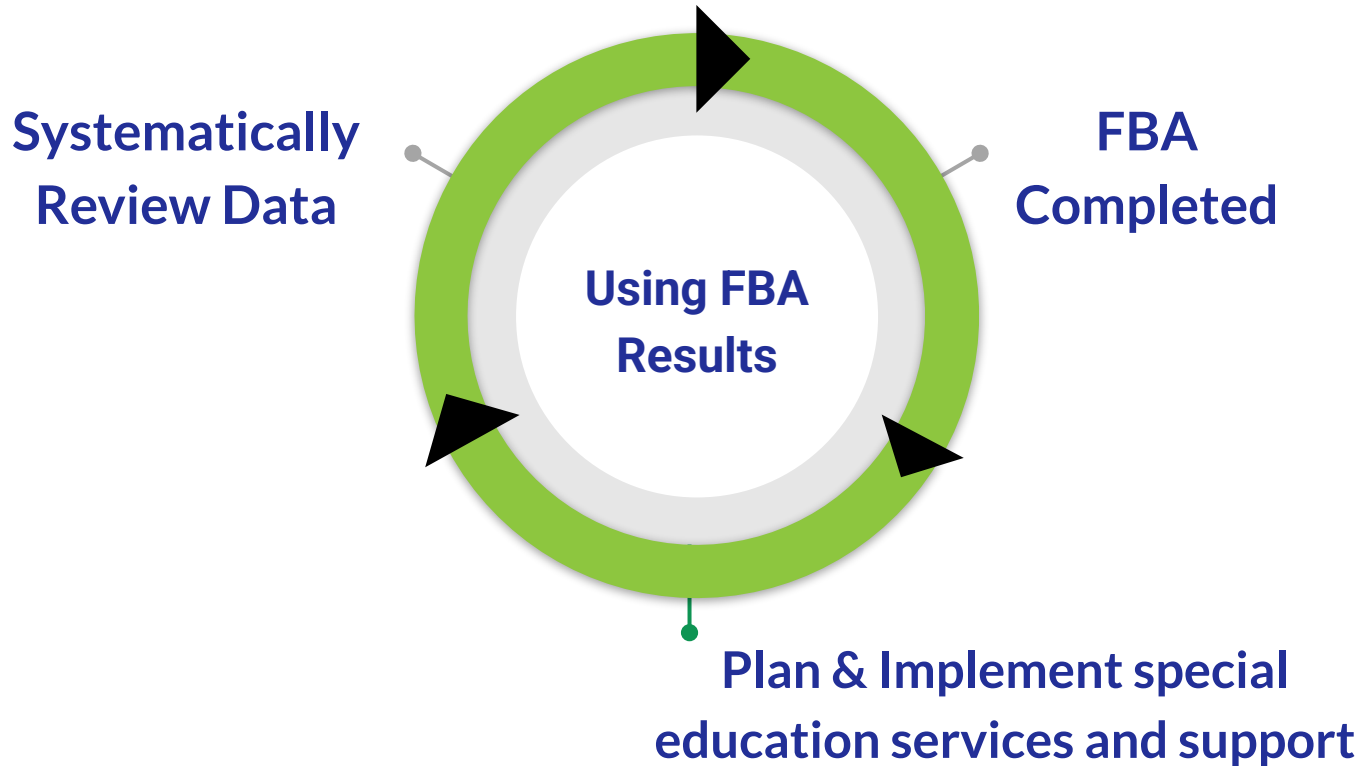 Systematically
Review Data
FBA
Completed
Using FBA
Results
Plan & Implement special
education services and support